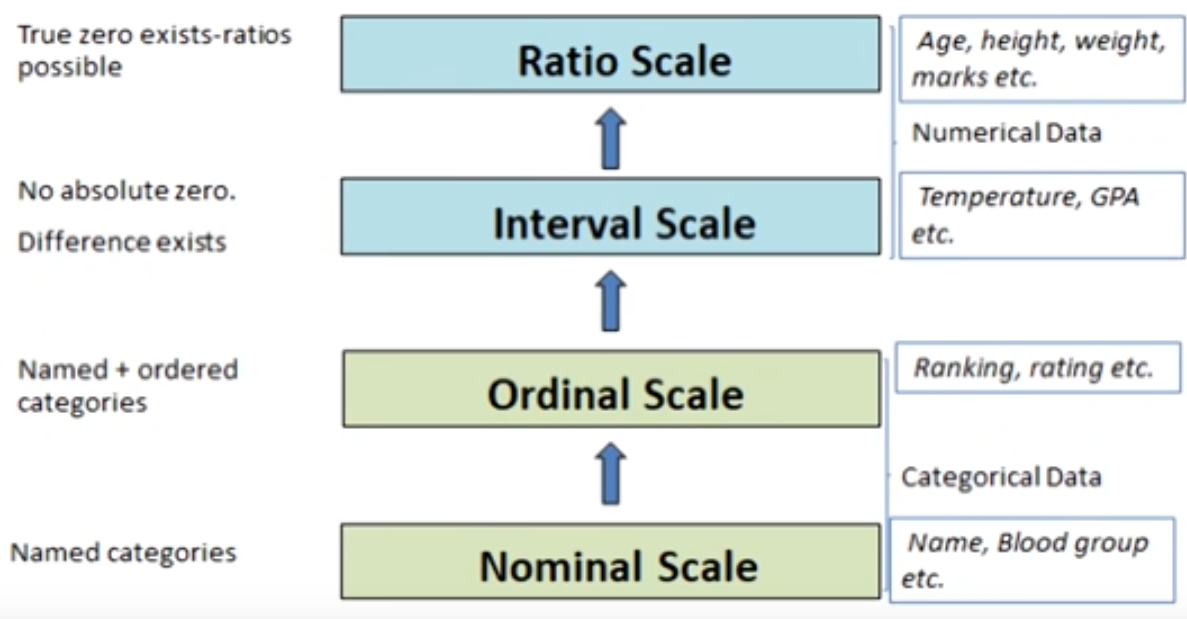 True zero exists-ratios
possible
Ratio Scale
Age, height, weight,
marks etc.
Numerical Data
No absolute zero.
Difference exists
Interval Scale
Temperature, GPA
etc.
Named + ordered
categories
Ordinal Scale
Ranking, rating etc.
Categorical Data
Named categories
Nominal Scale
Name, Blood group
etc.